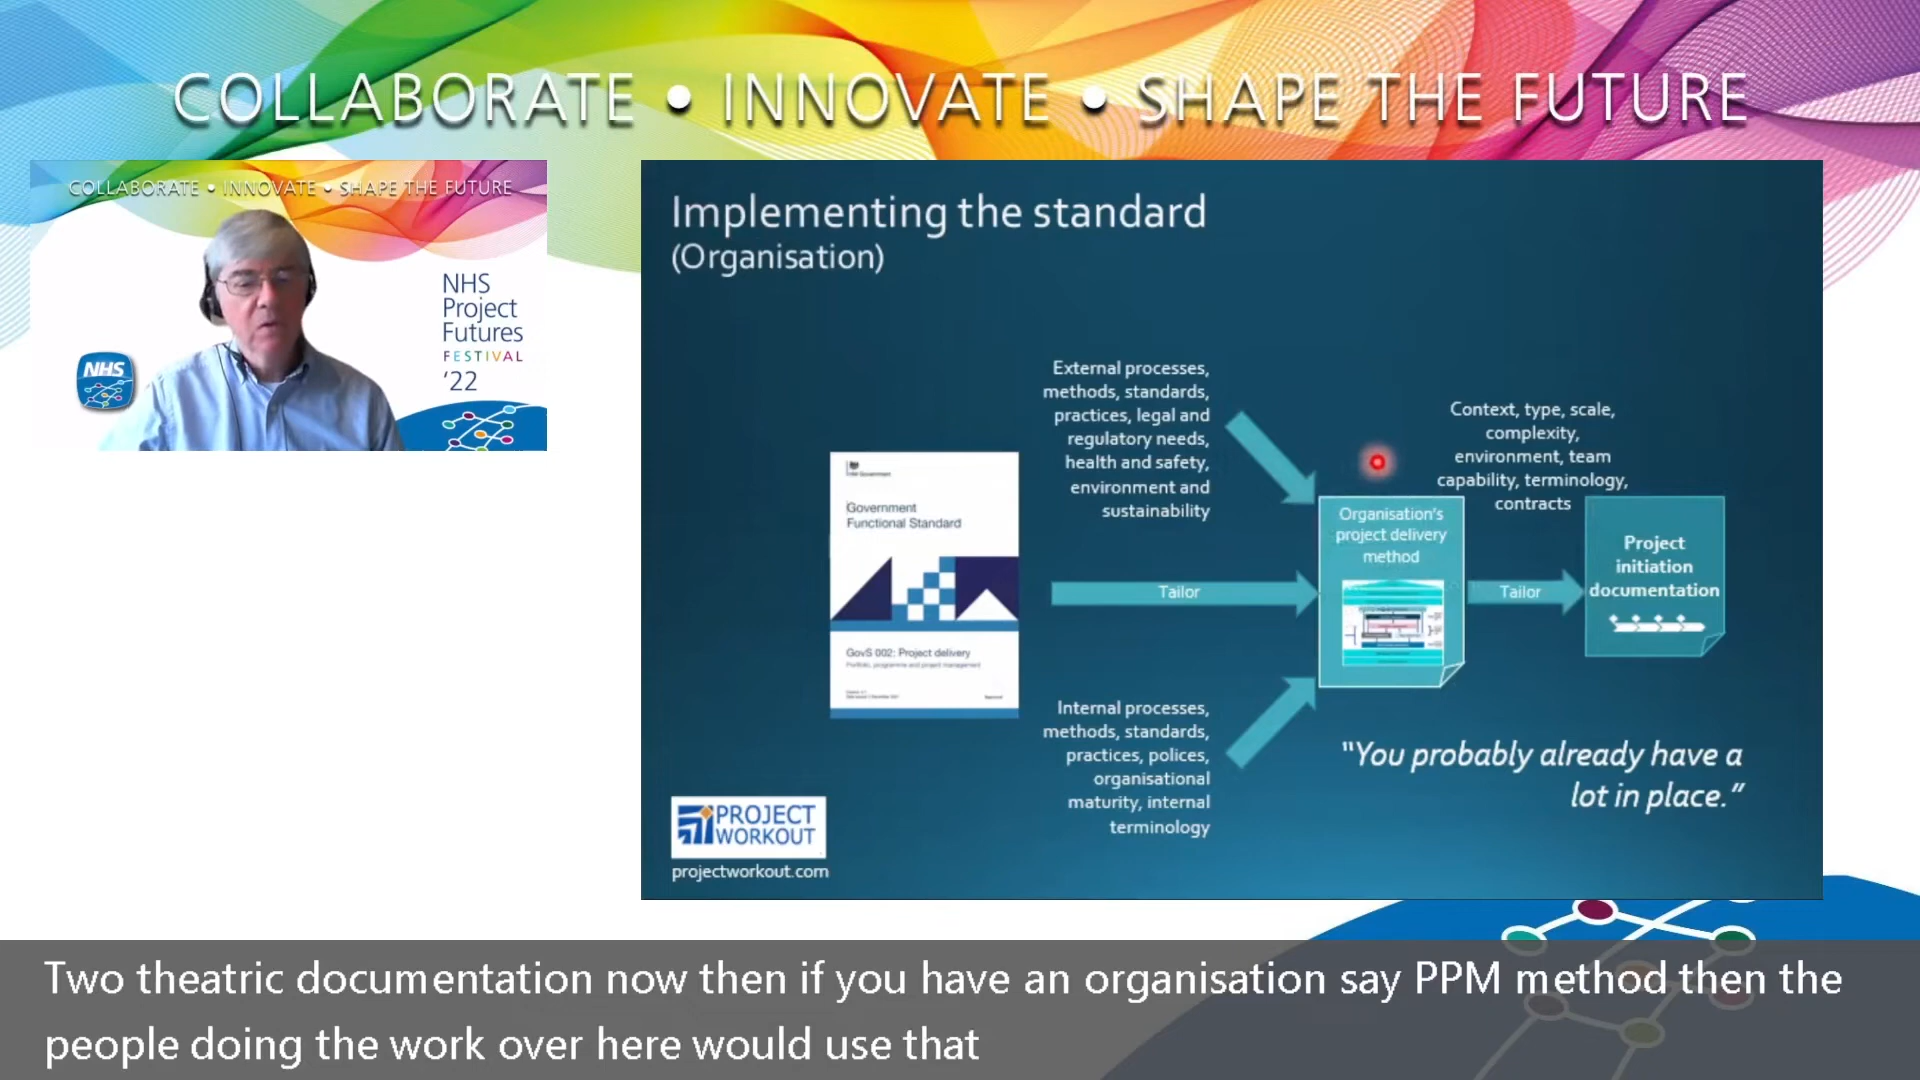 COLLABORATE • INNOVATE • SHAPE THE FUTURE
COLLABORATE • INNOVATE • SHAPE THE FUTURE
NHS
Project
Futures
FESTIVAL
'22
NHS
Implementing the standard
(Organisation)
External processes,
methods, standards,
practices, legal and
regulatory needs,
health and safety,
environment and
sustainability
Context, type, scale,
complexity,
environment, team
capability, terminology,
contracts
Government
Functional Standard
GovS 002: Project delivery
Portfolio, programme and project management
Tailor
Organisation's
project delivery
method
Tailor
Project
initiation
documentation
Internal processes,
methods, standards,
practices, polices,
organisational
maturity, internal
terminology
"You probably already have a
lot in place."
PROJECT
WORKOUT
projectworkout.com
Two theatric documentation now then if you have an organisation say PPM method then the
people doing the work over here would use that